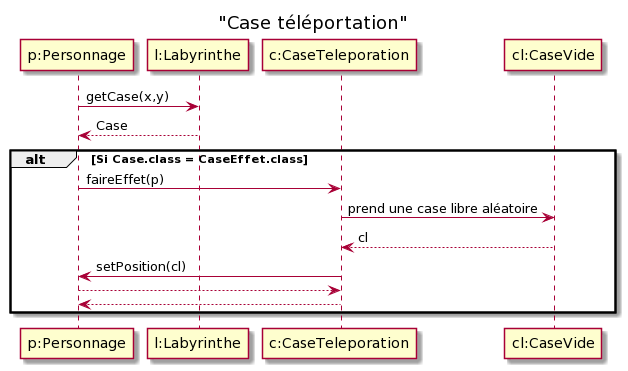 "Case téléportation"
p:Personnage l:Labyrinthe c:CaseTeleporation cl:CaseVide
getCase(x,y)
Case
alt [Si Case.class = CaseEffet.class]
faireEffet(p)
prend une case libre aléatoire
cl
setPosition(cl)
p:Personnage l:Labyrinthe c:CaseTeleporation cl:CaseVide